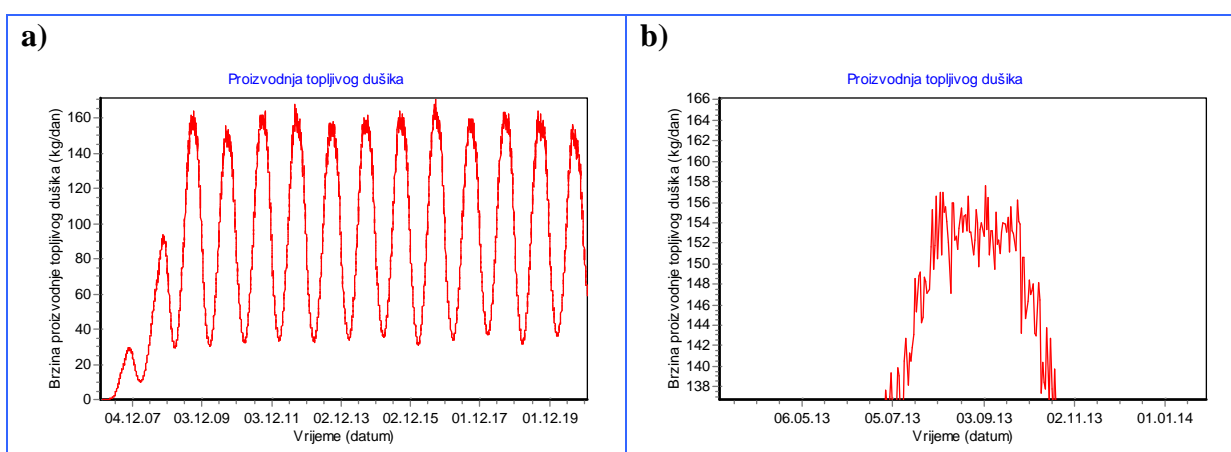 a)
Proizvodnja topljivog dušika
Brzina proizvodnje topljivog dušika (kg/dan)
160
140
120
100
80
60
40
20
0
04.12.07 03.12.09 03.12.11 02.12.13 02.12.15 01.12.17 01.12.19
Vrijeme (datum)
b)
Proizvodnja topljivog dušika
Brzina proizvodnje topljivog dušika (kg/dan)
166
164
162
160
158
156
154
152
150
148
146
144
142
140
138
06.05.13 05.07.13 03.09.13 02.11.13 01.01.14
Vrijeme (datum)